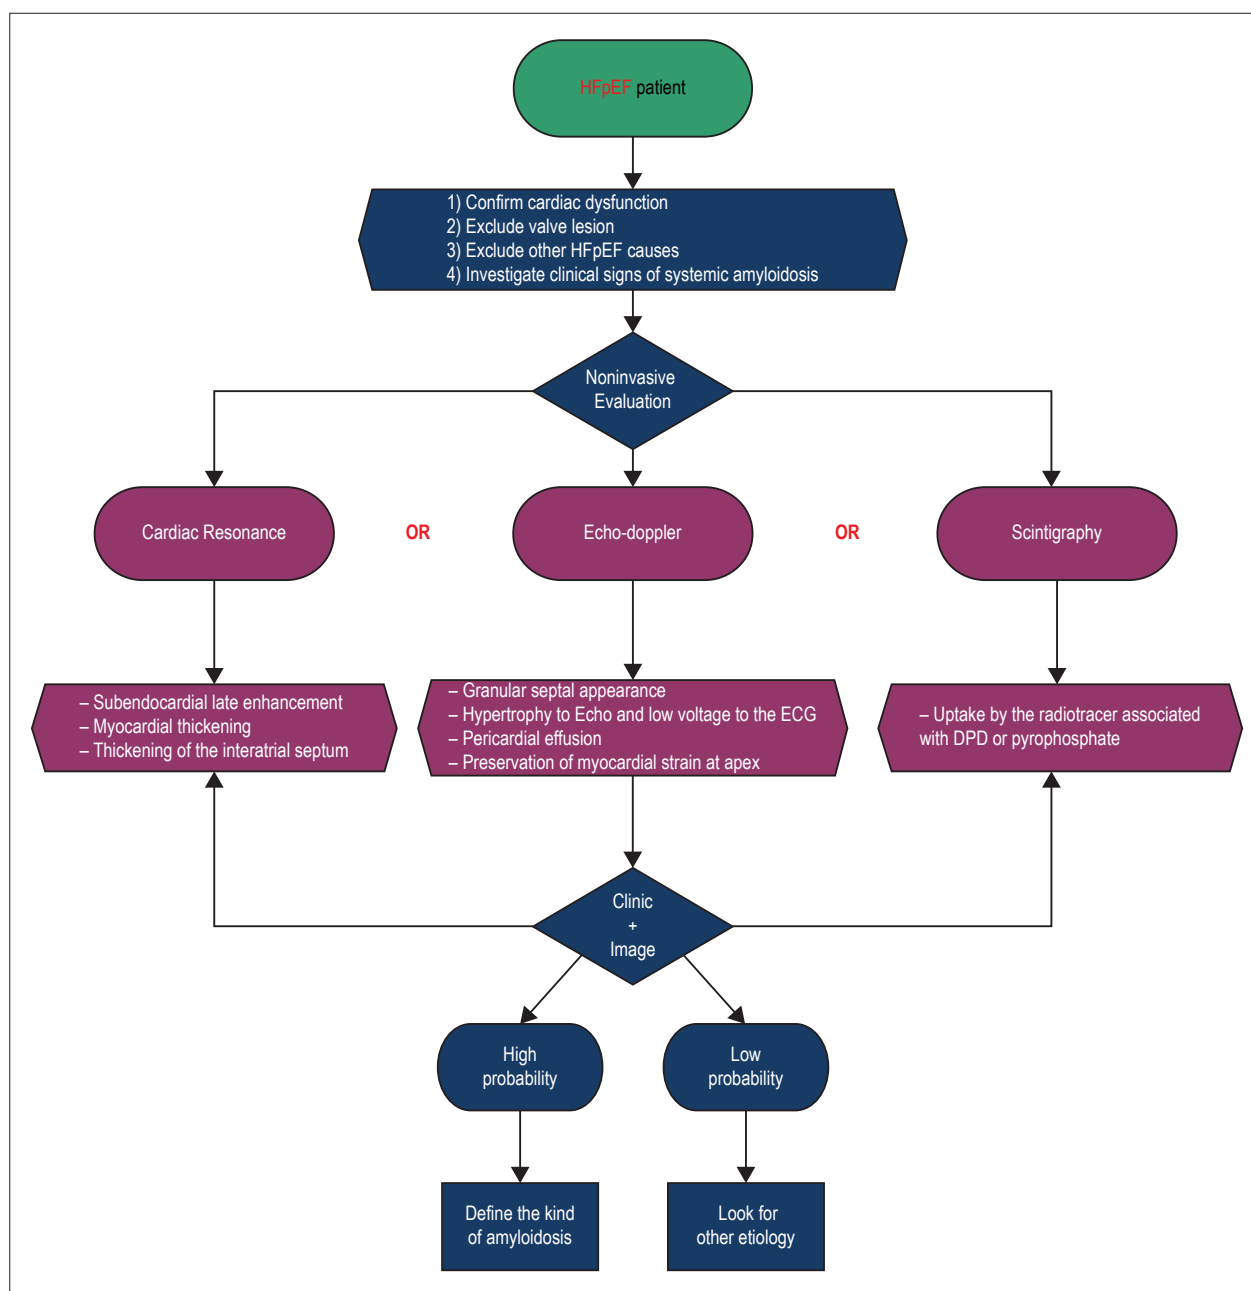 HFpEF patient
1) Confirm cardiac dysfunction
2) Exclude valve lesion
3) Exclude other HFpEF causes
4) Investigate clinical signs of systemic amyloidosis
Noninvasive
Evaluation
Cardiac Resonance
OR
Echo-doppler
OR
Scintigraphy
– Subendocardial late enhancement
– Myocardial thickening
– Thickening of the interatrial septum
– Granular septal appearance
– Hypertrophy to Echo and low voltage to the ECG
– Pericardial effusion
– Preservation of myocardial strain at apex
– Uptake by the radiotracer associated
with DPD or pyrophosphate
Clinic
+
Image
High
probability
Low
probability
Define the kind
of amyloidosis
Look for
other etiology